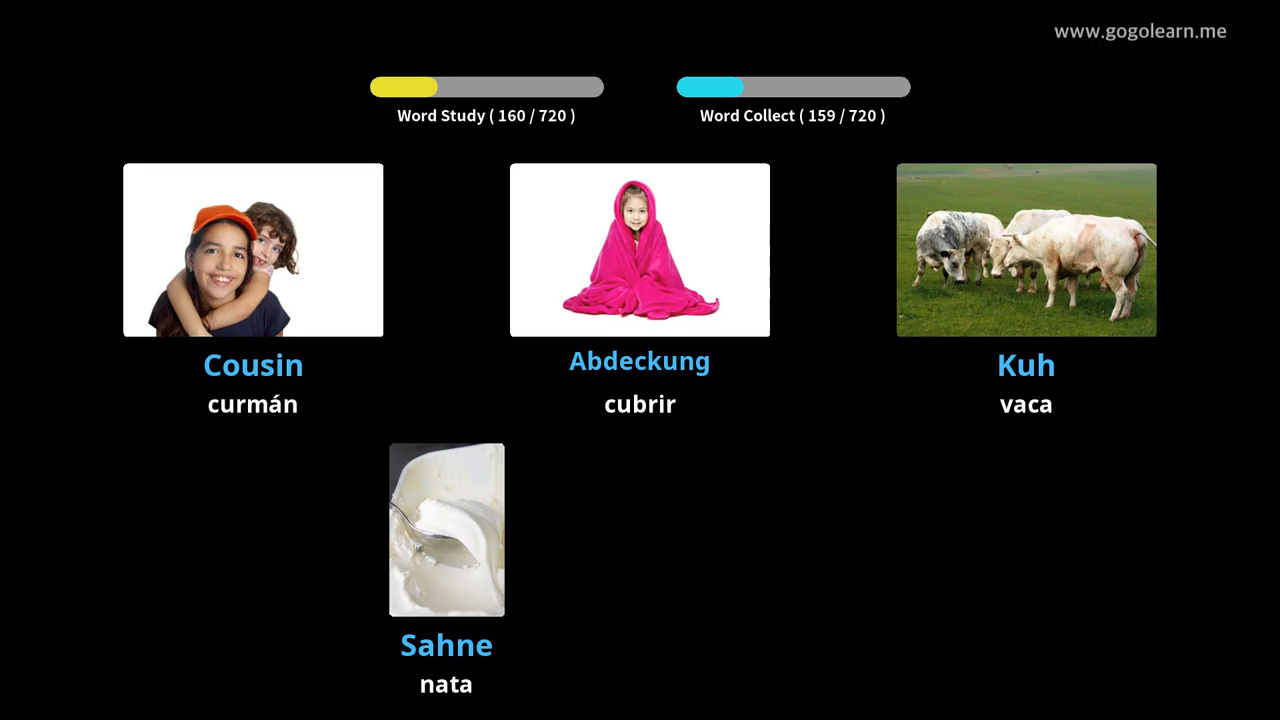 www.gogolearn.me
Word Study ( 160 / 720 )
Word Collect ( 159 / 720 )
Cousin
curmán
Abdeckung
cubrir
Kuh
vaca
Sahne
nata